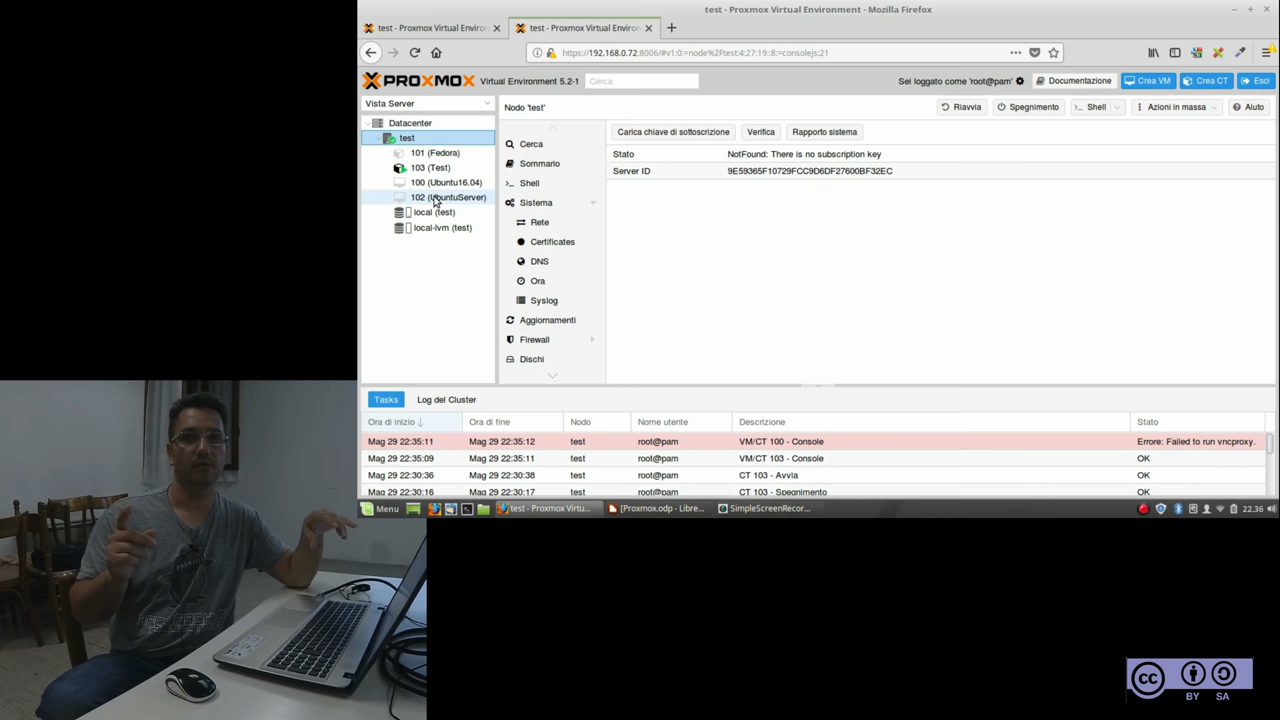 test - Proxmox Virtual Environment - Mozilla Firefox
test - Proxmox Virtual Environ
test - Proxmox Virtual Environ
https://192.168.0.72:8006/#v1:0:=node%2Ftest:4:27:19::8:=consolejs:21
PROXMOX Virtual Environment 5.2-1 Cerca Sei loggato come 'root@pam' Documentazione Crea VM Crea CT Esci
Vista Server
Nodo 'test' Riavvia Spegnimento Shell Azioni in massa Aiuto
Datacenter
test
101 (Fedora)
103 (Test)
100 (Ubuntu16.04)
102 (UbuntuServer)
local (test)
local-lvm (test)
Cerca
Sommario
Shell
Sistema
Rete
Certificates
DNS
Ora
Syslog
Aggiornamenti
Firewall
Dischi
Carica chiave di sottoscrizione Verifica Rapporto sistema
Stato NotFound: There is no subscription key
Server ID 9E59365F10729FCC9D6DF27600BF32EC
Tasks Log del Cluster
Ora di inizio Ora di fine Nodo Nome utente Descrizione Stato
Mag 29 22:35:11 Mag 29 22:35:12 test root@pam VM/CT 100 - Console Errore: Failed to run vncproxy.
Mag 29 22:35:09 Mag 29 22:35:11 test root@pam VM/CT 103 - Console OK
Mag 29 22:30:36 Mag 29 22:30:38 test root@pam CT 103 - Avvia OK
Mag 29 22:30:16 Mag 29 22:30:17 test root@pam CT 103 - Spegnimento OK
Menu test - Proxmox Virtu... [Proxmox.odp - Libre... SimpleScreenRecor... 22.36
FASHION
cc BY SA